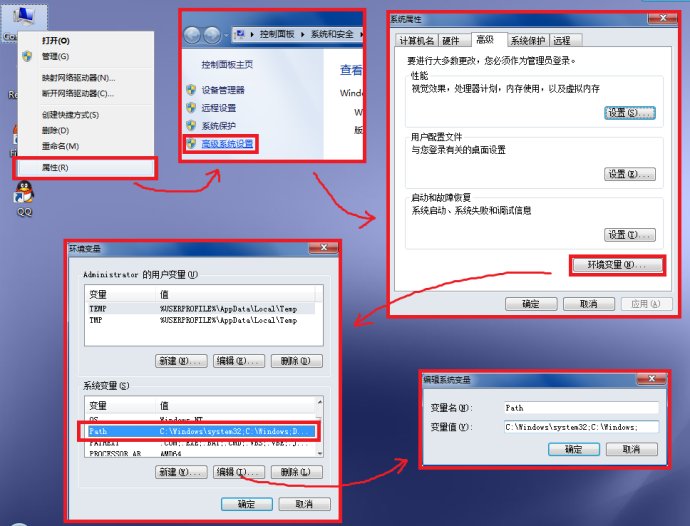 打开(O)
管理(G)
映射网络驱动器(N)...
断开网络驱动器(C)...
创建快捷方式(S)
删除(D)
重命名(M)
属性(R)
QQ
控制面板 系统和安全
控制面板主页
查看
设备管理器
Windo
远程设置
W
系统保护
版
高级系统设置
系统属性
计算机名 硬件 高级 系统保护 远程
要进行大多数更改，您必须作为管理员登录。
性能
视觉效果，处理器计划，内存使用，以及虚拟内存
设置(S)...
用户配置文件
与您登录有关的桌面设置
设置(E)...
启动和故障恢复
系统启动、系统失败和调试信息
设置(T)...
环境变量(N)...
确定 取消 应用(A)
环境变量
Administrator 的用户变量(U)
变量 值
TEMP %USERPROFILE%\AppData\Local\Temp
TMP %USERPROFILE%\AppData\Local\Temp
新建(N)... 编辑(E)... 删除(D)
系统变量(S)
变量 值
OS Windows_NT
Path C:\Windows\system32;C:\Windows;D...
PATHEXT .COM;.EXE;.BAT;.CMD;.VBS;.VBE;.J...
PROCESSOR_AR AMD64
新建(W)... 编辑(I)... 删除(L)
确定 取消
编辑系统变量
变量名(N): Path
变量值(V): C:\Windows\system32;C:\Windows;
确定 取消